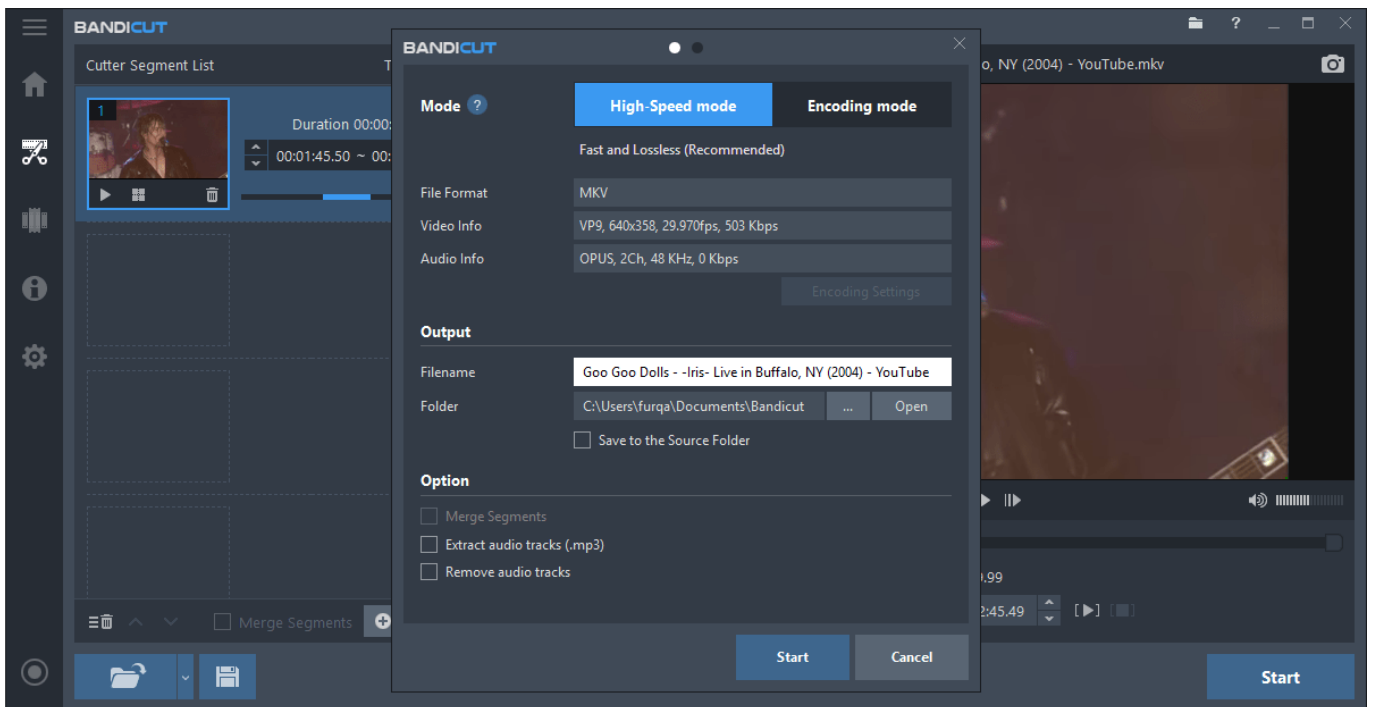 BANDICUT
?
Cutter Segment List
T
o, NY (2004) - YouTube.mkv
1
Duration 00:00:
00:01:45.50 ~ 00:
BANDICUT
Mode ?
High-Speed mode
Encoding mode
Fast and Lossless (Recommended)
File Format
MKV
Video Info
VP9, 640x358, 29.970fps, 503 Kbps
Audio Info
OPUS, 2Ch, 48 KHz, 0 Kbps
Encoding Settings
Output
Filename
Goo Goo Dolls - -Iris- Live in Buffalo, NY (2004) - YouTube
Folder
C:\Users\furqa\Documents\Bandicut
...
Open
Save to the Source Folder
Option
Merge Segments
Extract audio tracks (.mp3)
Remove audio tracks
.99
2:45.49
Merge Segments
Start
Cancel
Start